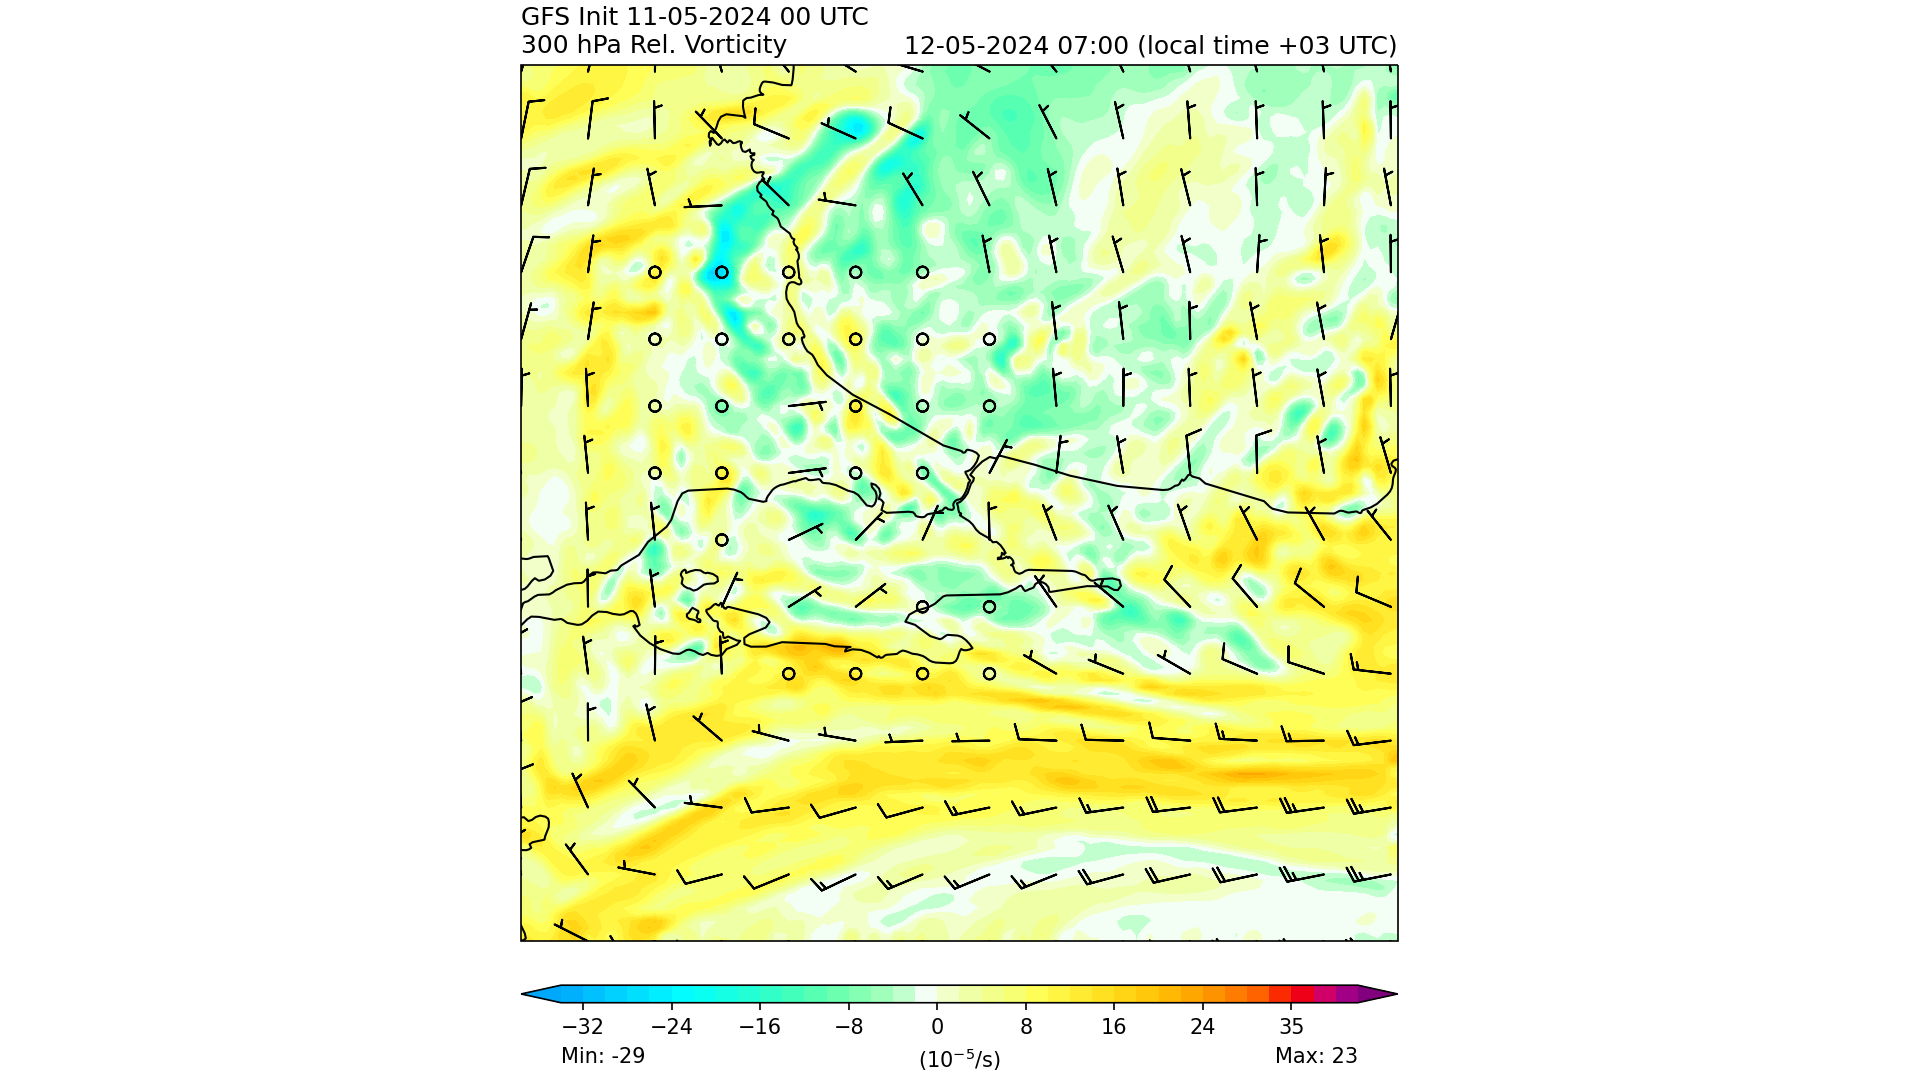 GFS Init 11-05-2024 00 UTC
300 hPa Rel. Vorticity
12-05-2024 07:00 (local time +03 UTC)
−32 −24 −16 −8 0 8 16 24 35
Min: -29 (10⁻⁵/s) Max: 23